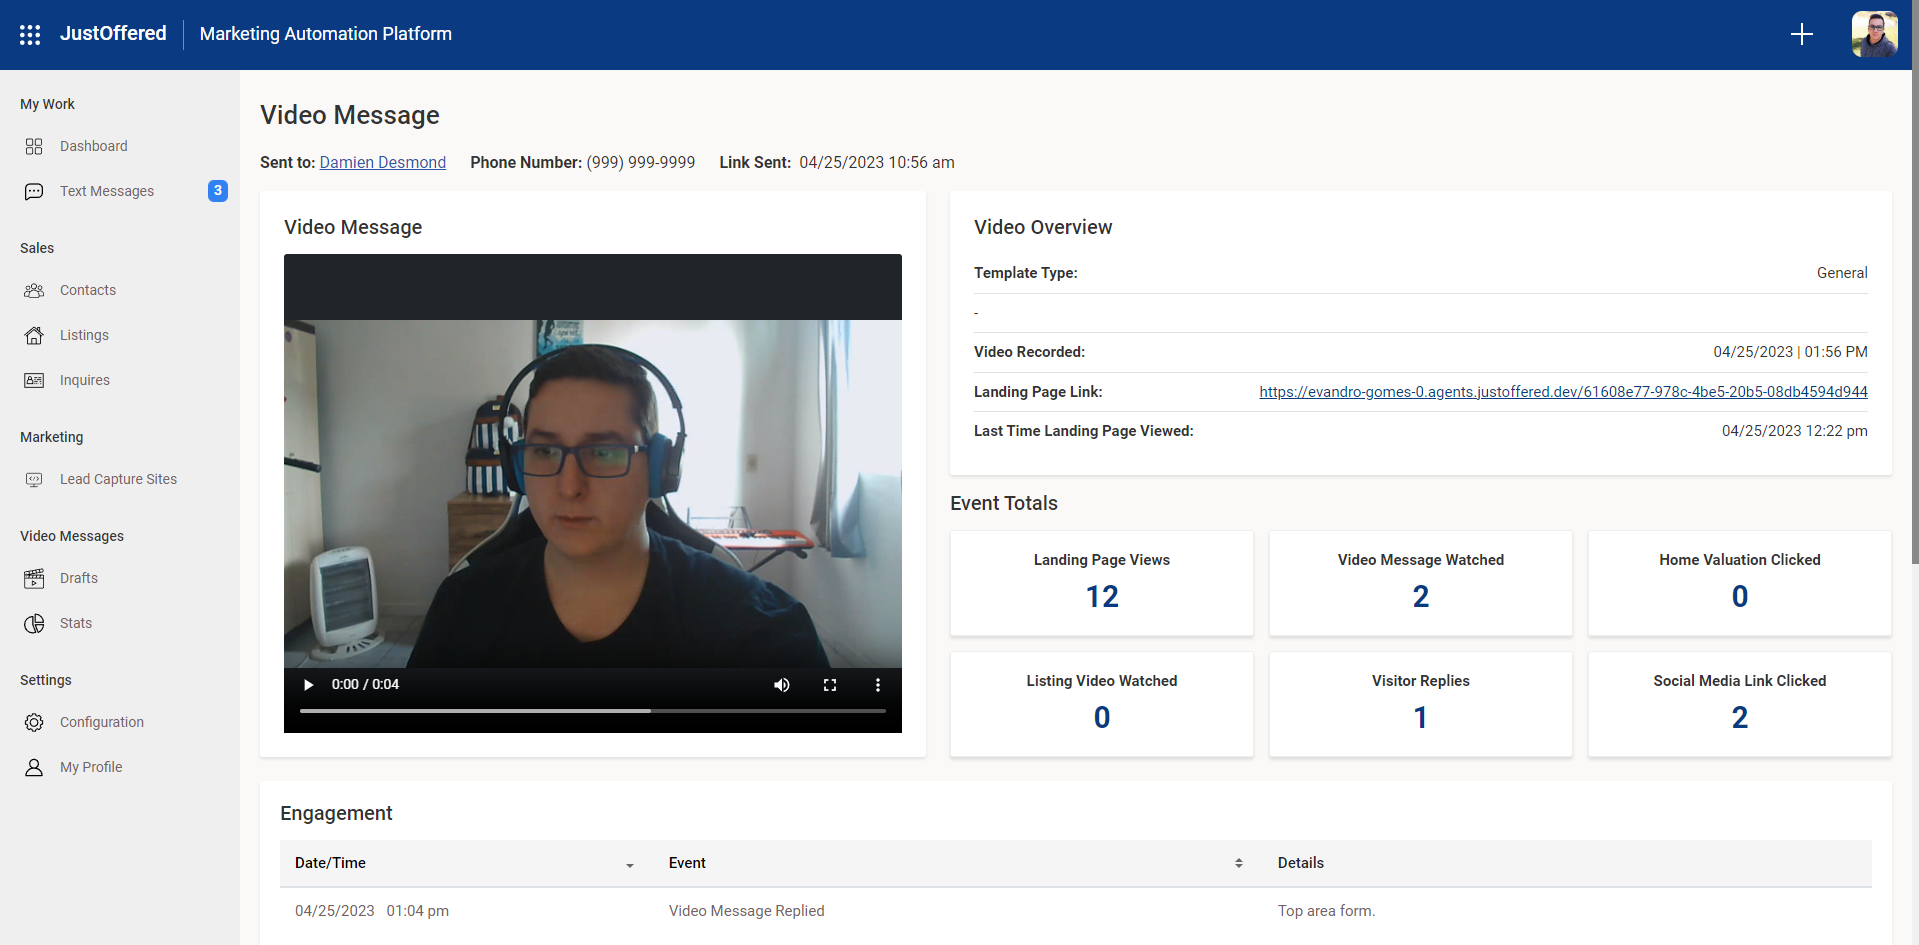 JustOffered
Marketing Automation Platform
My Work
Dashboard
Text Messages 3
Sales
Contacts
Listings
Inquires
Marketing
Lead Capture Sites
Video Messages
Drafts
Stats
Settings
Configuration
My Profile
Video Message
Sent to: Damien Desmond Phone Number: (999) 999-9999 Link Sent: 04/25/2023 10:56 am
Video Message
0:00 / 0:04
Video Overview
Template Type: General
-
Video Recorded: 04/25/2023 | 01:56 PM
Landing Page Link: https://evandro-gomes-0.agents.justoffered.dev/61608e77-978c-4be5-20b5-08db4594d944
Last Time Landing Page Viewed: 04/25/2023 12:22 pm
Event Totals
Landing Page Views
12
Video Message Watched
2
Home Valuation Clicked
0
Listing Video Watched
0
Visitor Replies
1
Social Media Link Clicked
2
Engagement
Date/Time Event Details
04/25/2023 01:04 pm Video Message Replied Top area form.